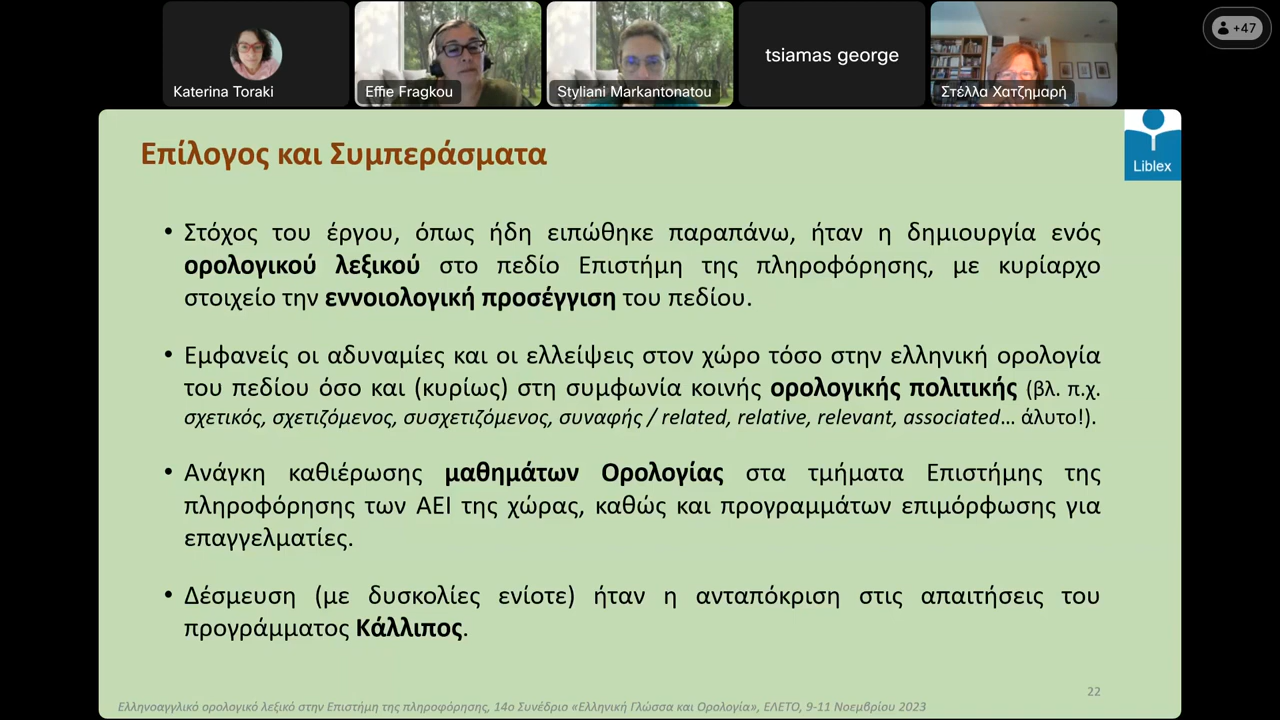 +47
Katerina Toraki
Effie Fragkou
Styliani Markantonatou
tsiamas george
Στέλλα Χατζημαρή
Liblex
Επίλογος και Συμπεράσματα
• Στόχος του έργου, όπως ήδη ειπώθηκε παραπάνω, ήταν η δημιουργία ενός
ορολογικού λεξικού στο πεδίο Επιστήμη της πληροφόρησης, με κυρίαρχο
στοιχείο την εννοιολογική προσέγγιση του πεδίου.
• Εμφανείς οι αδυναμίες και οι ελλείψεις στον χώρο τόσο στην ελληνική ορολογία
του πεδίου όσο και (κυρίως) στη συμφωνία κοινής ορολογικής πολιτικής (βλ. π.χ.
σχετικός, σχετιζόμενος, συσχετιζόμενος, συναφής / related, relative, relevant, associated… άλυτο!).
• Ανάγκη καθιέρωσης μαθημάτων Ορολογίας στα τμήματα Επιστήμης της
πληροφόρησης των ΑΕΙ της χώρας, καθώς και προγραμμάτων επιμόρφωσης για
επαγγελματίες.
• Δέσμευση (με δυσκολίες ενίοτε) ήταν η ανταπόκριση στις απαιτήσεις του
προγράμματος Κάλλιπος.
22
Ελληνοαγγλικό ορολογικό λεξικό στην Επιστήμη της πληροφόρησης, 14ο Συνέδριο «Ελληνική Γλώσσα και Ορολογία», ΕΛΕΤΟ, 9-11 Νοεμβρίου 2023